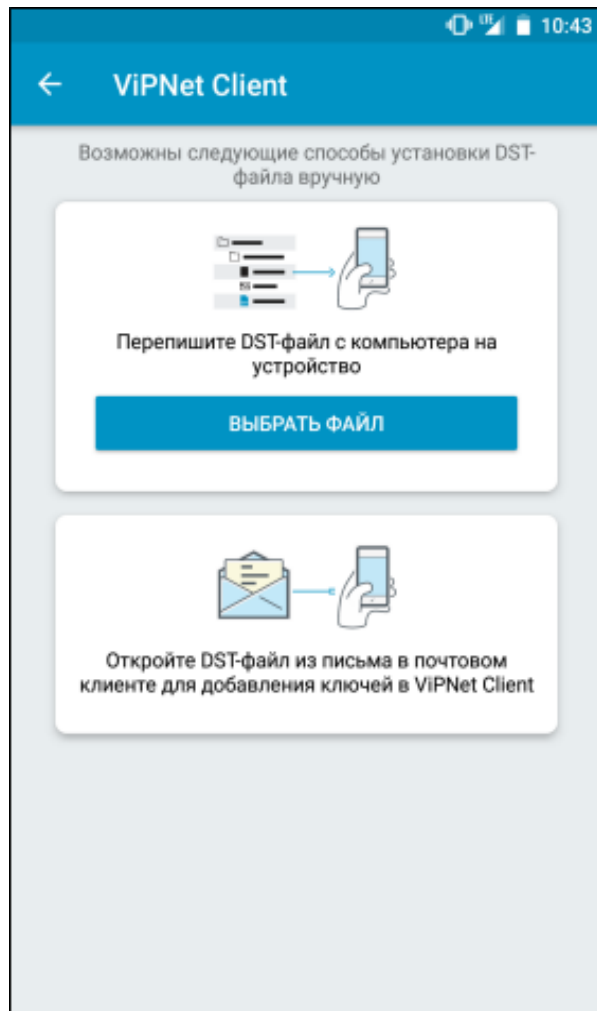 LTE 10:43
ViPNet Client
Возможны следующие способы установки DST-
файла вручную
Перепишите DST-файл с компьютера на
устройство
ВЫБРАТЬ ФАЙЛ
Откройте DST-файл из письма в почтовом
клиенте для добавления ключей в ViPNet Client